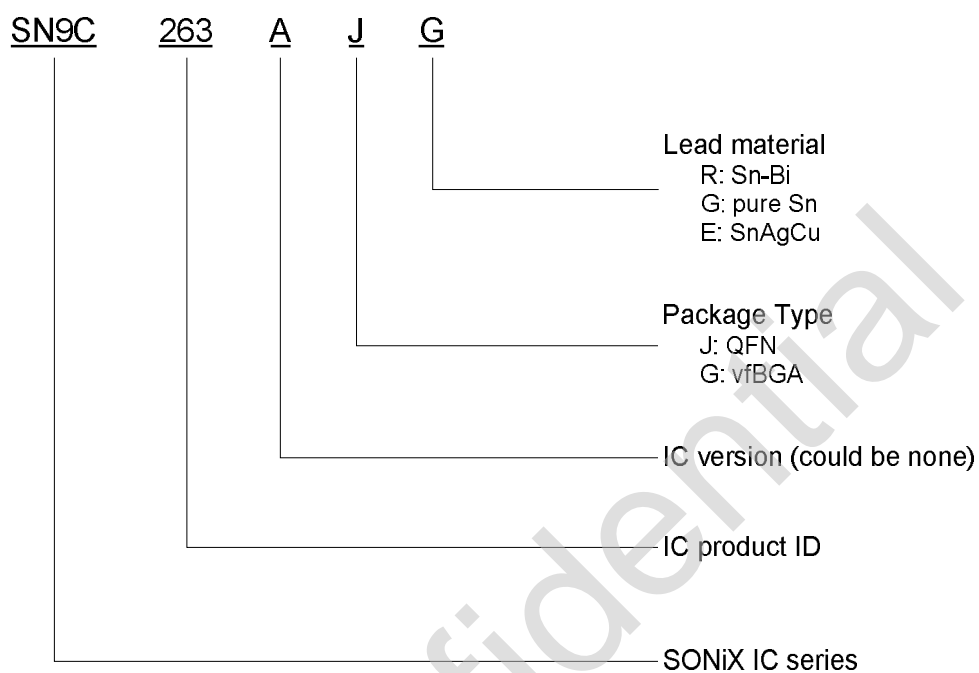 SN9C 263 A J G
Lead material
R: Sn-Bi
G: pure Sn
E: SnAgCu
Package Type
J: QFN
G: vfBGA
IC version (could be none)
IC product ID
SONiX IC series
fidential